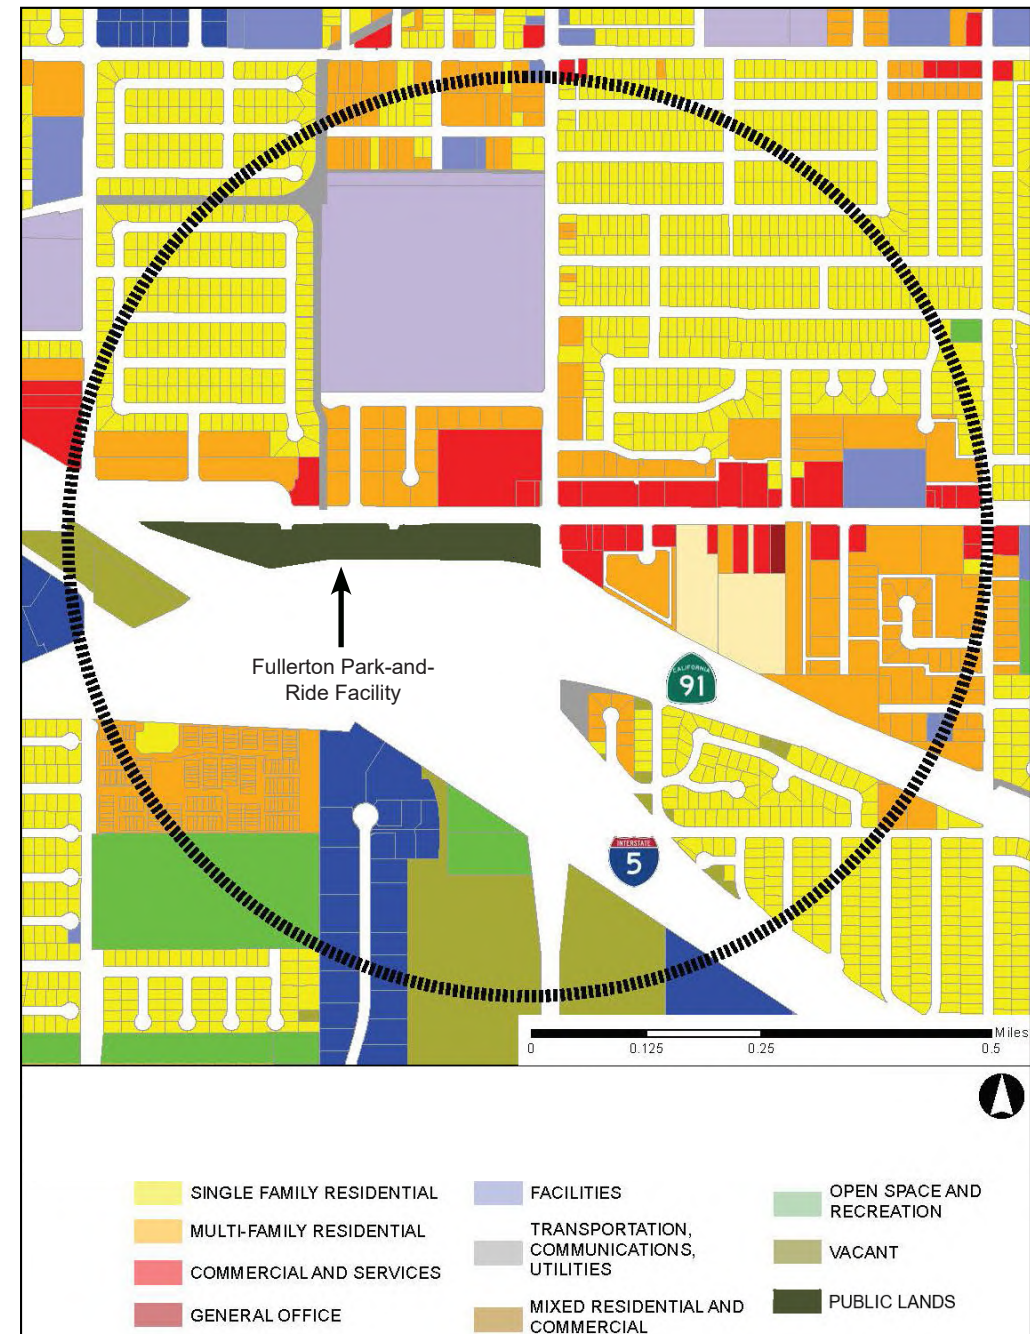 Fullerton Park-and-
Ride Facility
CALIFORNIA
91
INTERSTATE
5
Miles
0
0.125
0.25
0.5
SINGLE FAMILY RESIDENTIAL
MULTI-FAMILY RESIDENTIAL
COMMERCIAL AND SERVICES
GENERAL OFFICE
FACILITIES
TRANSPORTATION,
COMMUNICATIONS,
UTILITIES
MIXED RESIDENTIAL AND
COMMERCIAL
OPEN SPACE AND
RECREATION
VACANT
PUBLIC LANDS